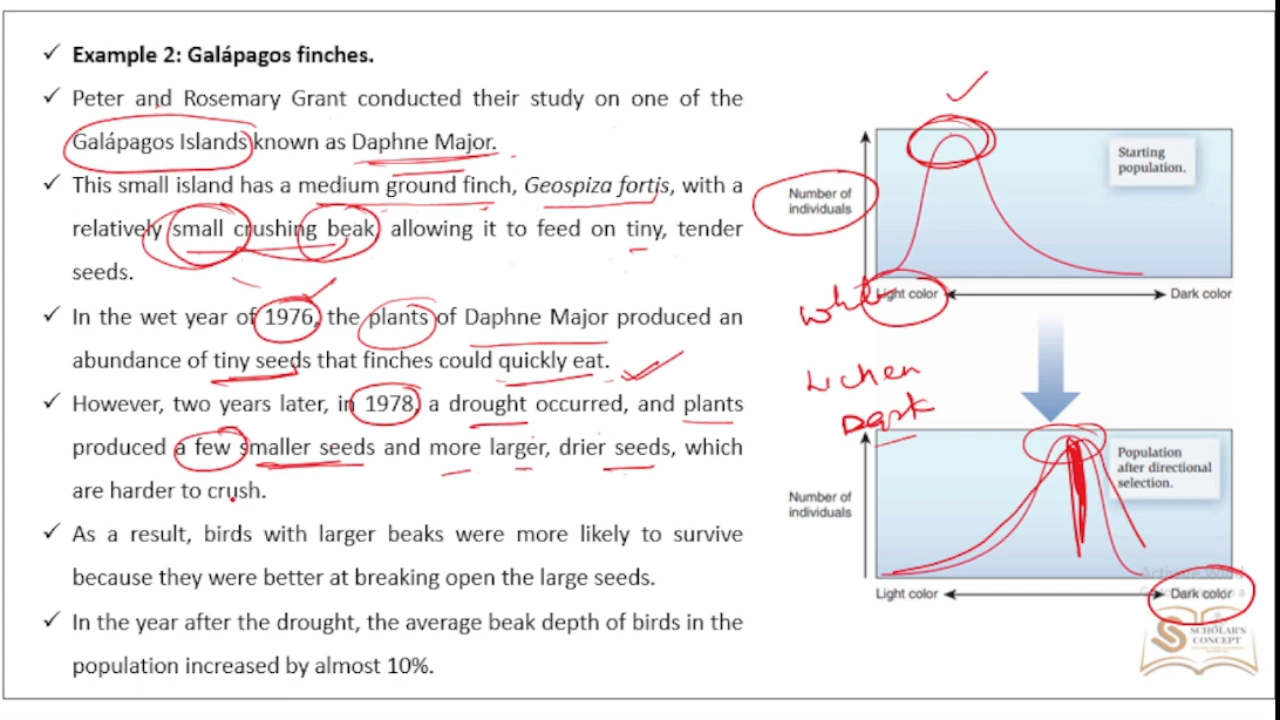 ✓ Example 2: Galápagos finches.
✓ Peter and Rosemary Grant conducted their study on one of the
Galápagos Islands known as Daphne Major.
✓ This small island has a medium ground finch, Geospiza fortis, with a
relatively small crushing beak, allowing it to feed on tiny, tender
seeds.
✓ In the wet year of 1976, the plants of Daphne Major produced an
abundance of tiny seeds that finches could quickly eat.
✓ However, two years later, in 1978, a drought occurred, and plants
produced a few smaller seeds and more larger, drier seeds, which
are harder to crush.
✓ As a result, birds with larger beaks were more likely to survive
because they were better at breaking open the large seeds.
✓ In the year after the drought, the average beak depth of birds in the
population increased by almost 10%.
Starting
population.
Number of
individuals
Light color
Dark color
White
Lichen
Dark
Population
after directional
selection.
Number of
individuals
Light color
Dark color
SCHOLAR'S
CONCEPT